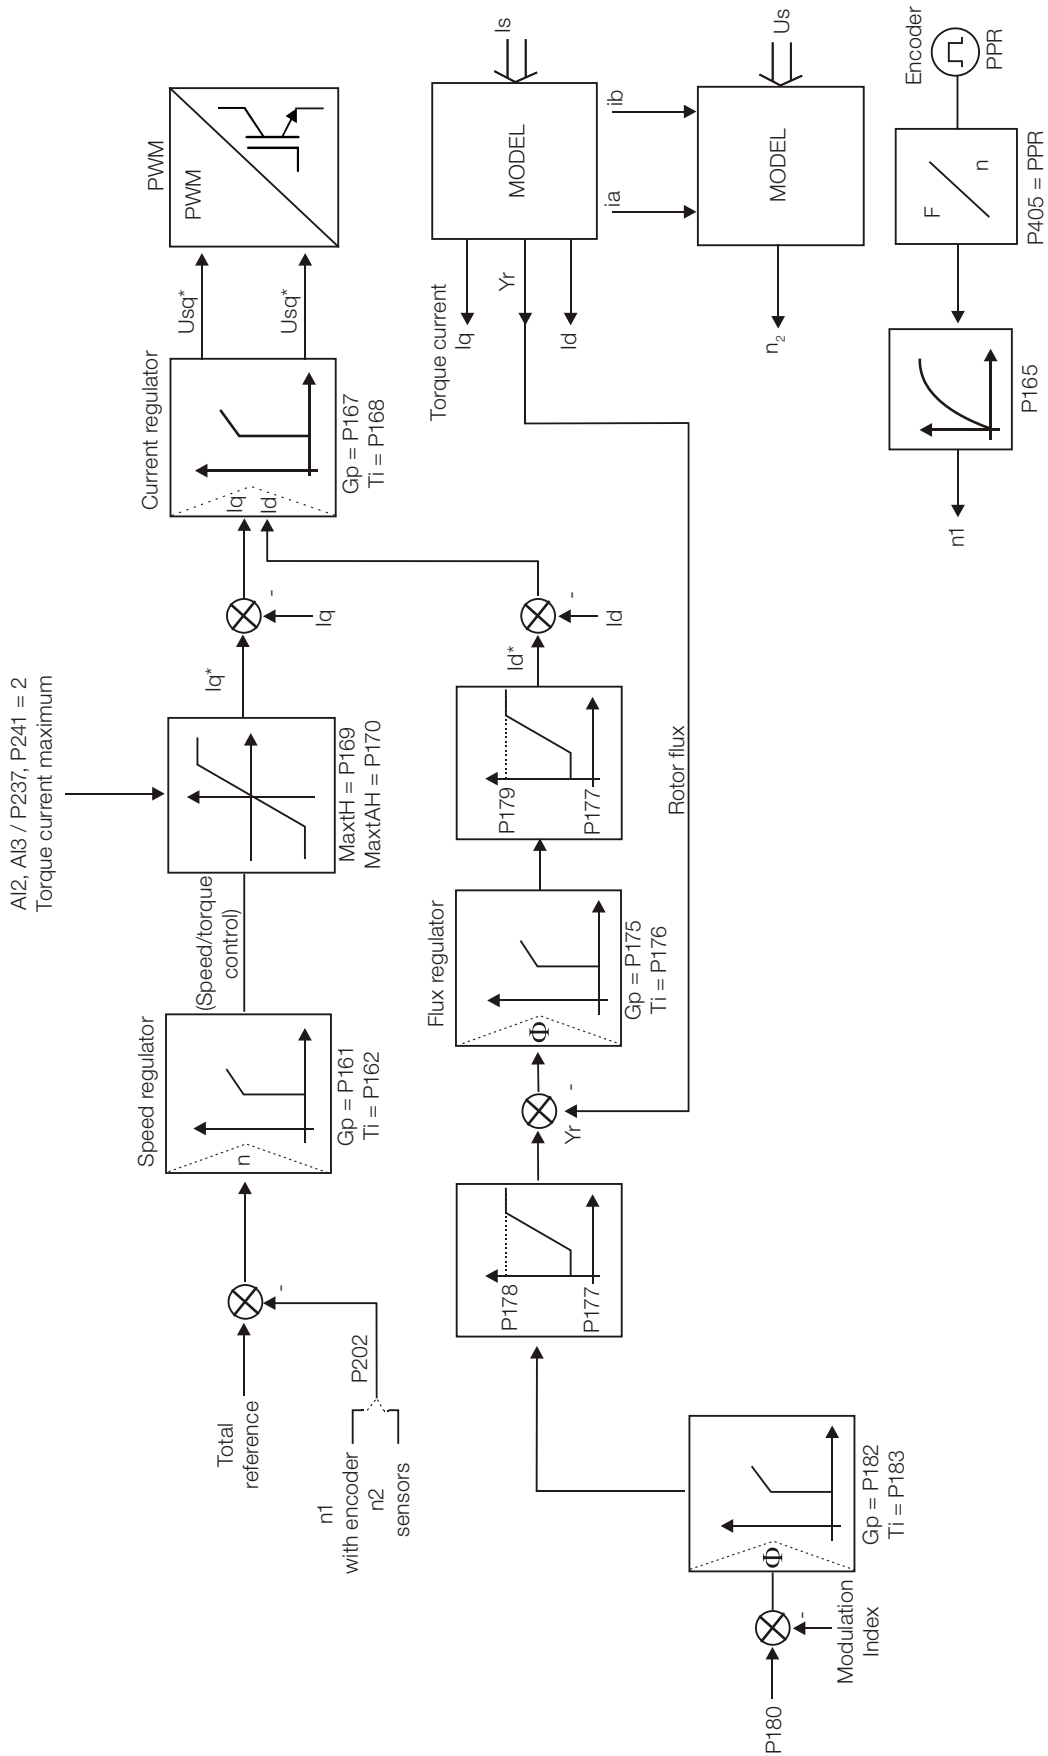 AI2, AI3 / P237, P241 = 2
Torque current maximum
Total
reference
n1
with encoder
n2
sensors
P202
Speed regulator
n
Gp = P161
Ti = P162
(Speed/torque
control)
MaxtH = P169
MaxtAH = P170
Iq*
Iq
-
-
Current regulator
Iq
Id
Gp = P167
Ti = P168
Usq*
Usq*
PWM
PWM
P180
Modulation
Index
-
Φ
Gp = P182
Ti = P183
P178
P177
Yr
-
Flux regulator
Φ
Gp = P175
Ti = P176
P179
P177
Id*
Id
-
Rotor flux
Torque current
Iq
Yr
Id
MODEL
Is
ia
ib
n₂
MODEL
Us
n1
P165
F
n
P405 = PPR
Encoder
PPR